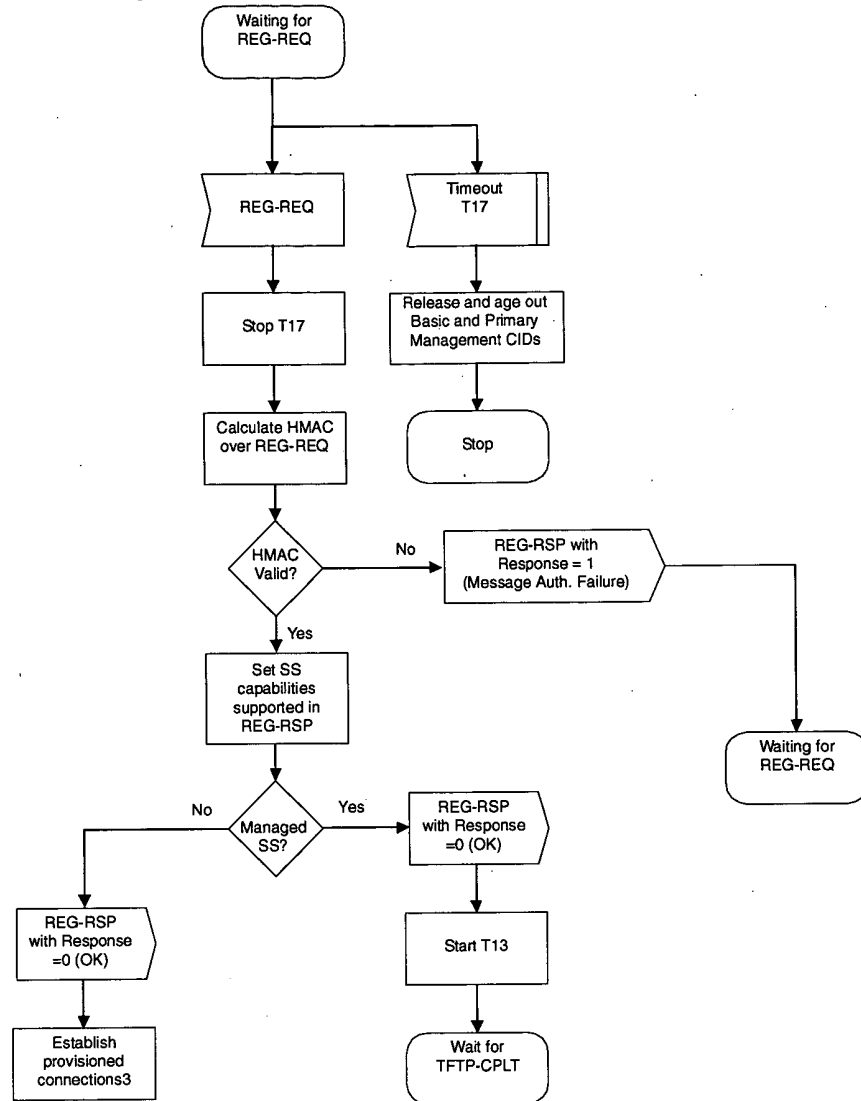 Waiting for
REG-REQ
REG-REQ
Timeout
T17
Stop T17
Release and age out
Basic and Primary
Management CIDs
Calculate HMAC
over REG-REQ
Stop
HMAC
Valid?
No
REG-RSP with
Response = 1
(Message Auth. Failure)
Yes
Set SS
capabilities
supported in
REG-RSP
Waiting for
REG-REQ
No
Managed
SS?
Yes
REG-RSP
with Response
=0 (OK)
REG-RSP
with Response
=0 (OK)
Start T13
Establish
provisioned
connections3
Wait for
TFTP-CPLT